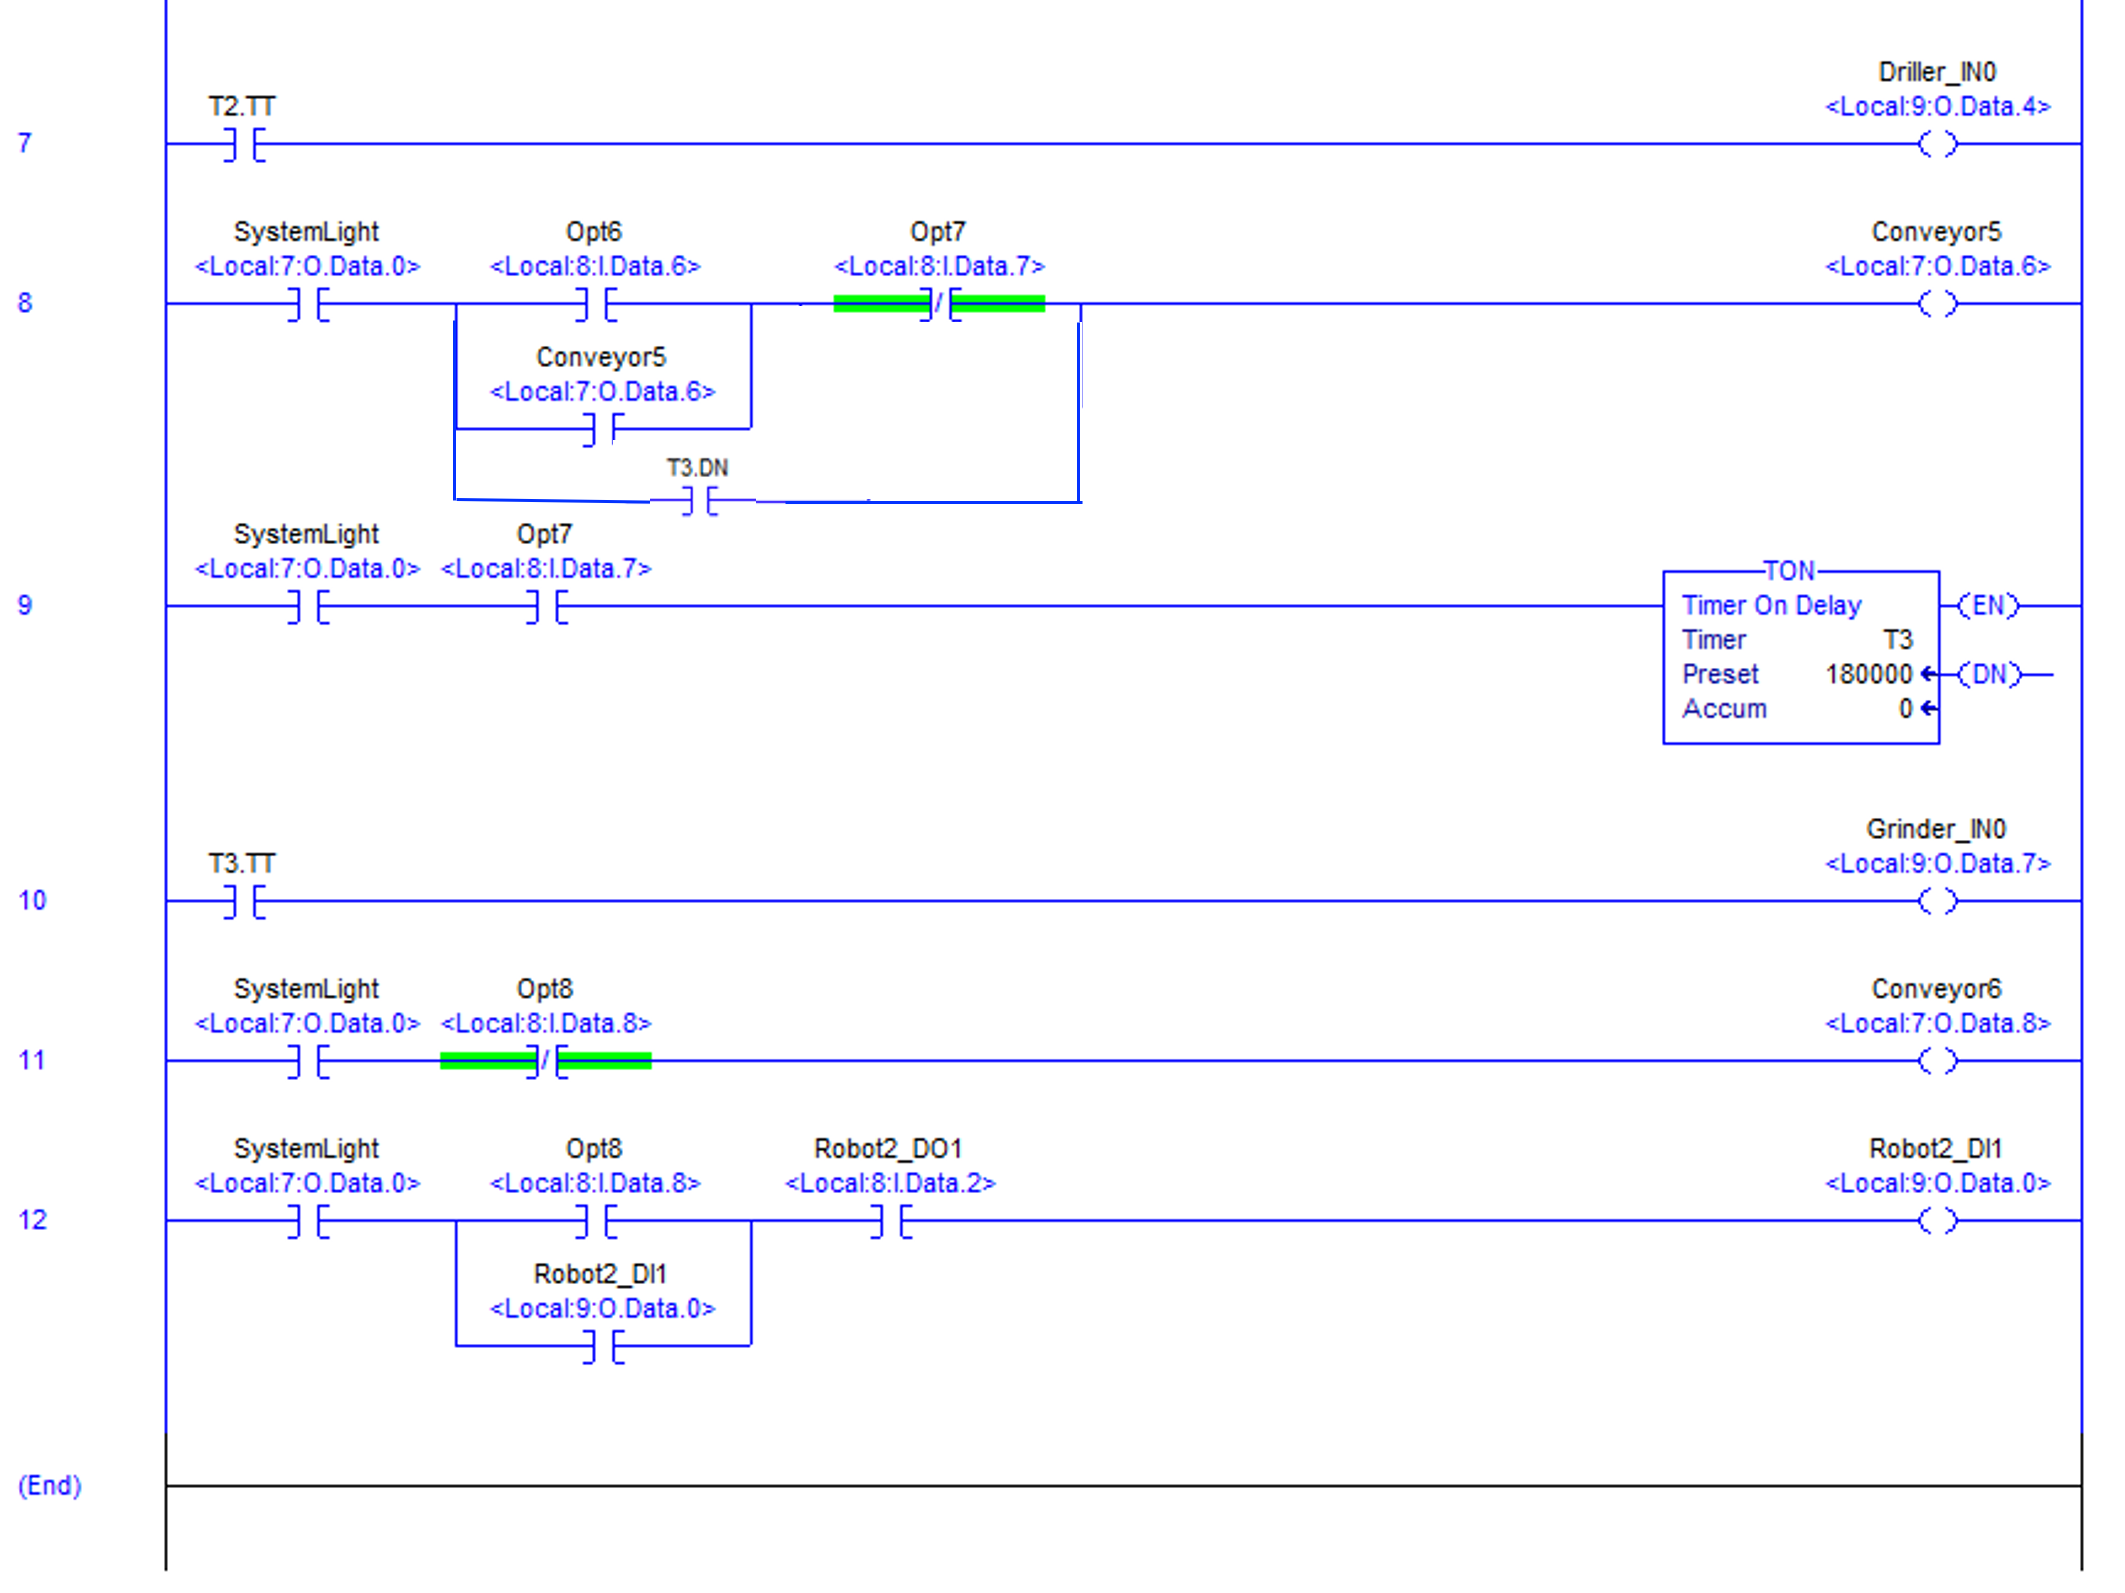 Driller_IN0
T2.TT
<Local:9:O.Data.4>
7
SystemLight Opt6 Opt7 Conveyor5
<Local:7:O.Data.0> <Local:8:I.Data.6> <Local:8:I.Data.7> <Local:7:O.Data.6>
8
/
Conveyor5
<Local:7:O.Data.6>
T3.DN
SystemLight Opt7
<Local:7:O.Data.0> <Local:8:I.Data.7>
TON
9
Timer On Delay
EN
Timer T3
Preset 180000
DN
Accum 0
Grinder_IN0
T3.TT
<Local:9:O.Data.7>
10
SystemLight Opt8 Conveyor6
<Local:7:O.Data.0> <Local:8:I.Data.8> <Local:7:O.Data.8>
11
/
SystemLight Opt8 Robot2_DO1 Robot2_DI1
<Local:7:O.Data.0> <Local:8:I.Data.8> <Local:8:I.Data.2> <Local:9:O.Data.0>
12
Robot2_DI1
<Local:9:O.Data.0>
(End)